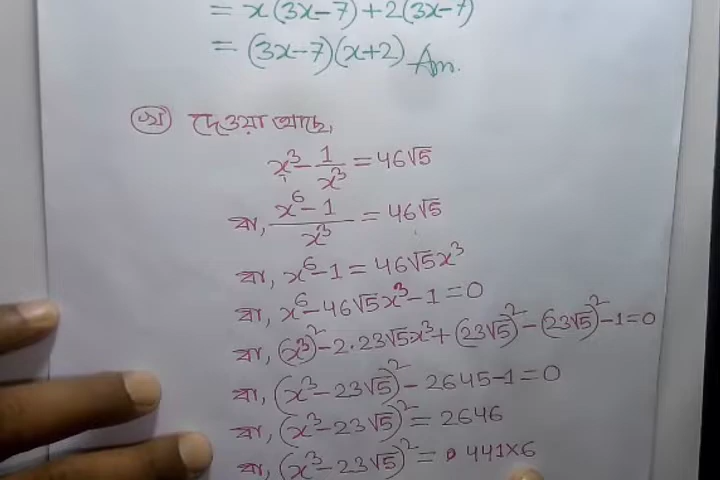 = x(3x-7)+2(3x-7)
= (3x-7)(x+2) Am.
খ দেওয়া আছে,
x³ - 1/x³ = 46√5
বা, (x⁶-1)/x³ = 46√5
বা, x⁶-1 = 46√5x³
বা, x⁶-46√5x³-1=0
বা, (x³)²-2·23√5x³+(23√5)²-(23√5)²-1=0
বা, (x³-23√5)²-2645-1=0
বা, (x³-23√5)²=2646
বা, (x³-23√5)²=441×6